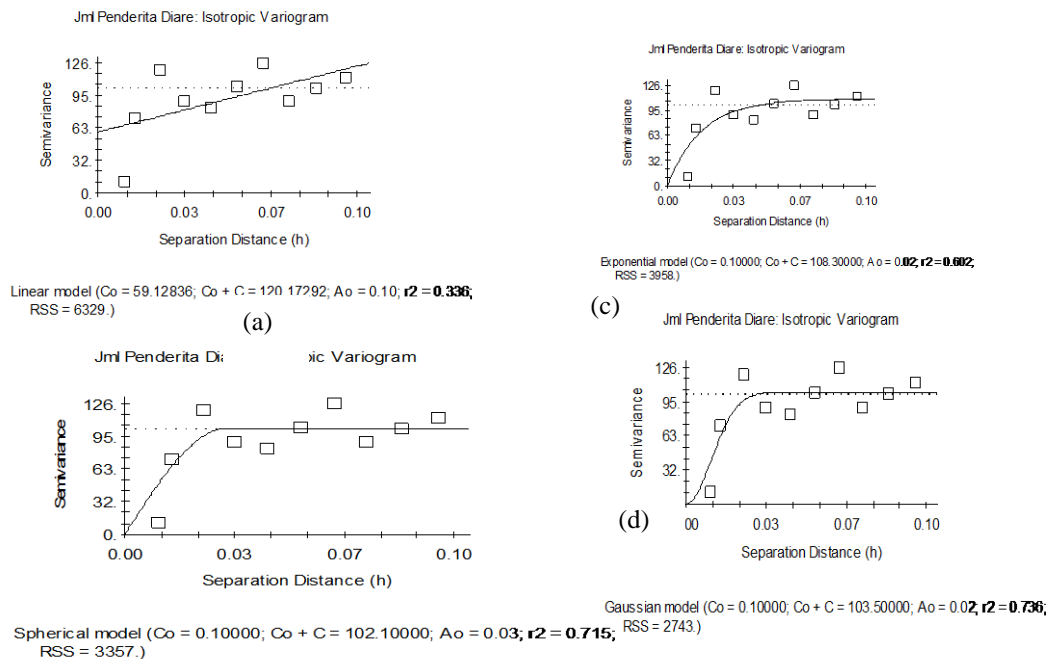 Jml Penderita Diare: Isotropic Variogram
126.
95.
63.
32.
0.
Semivariance
0.00 0.03 0.07 0.10
Separation Distance (h)
Linear model (Co = 59.12836; Co + C = 120.17292; Ao = 0.10; r2 = 0.336;
RSS = 6329.)
(a)
Jml Penderita Diare: Isotropic Variogram
126.
95.
63.
32.
0.
Semivariance
0.00 0.03 0.07 0.10
Separation Distance (h)
Exponential model (Co = 0.10000; Co + C = 108.30000; Ao = 0.02; r2 = 0.602;
RSS = 3958.)
(c)
Jml Penderita Dia ic Variogram
126.
95.
63.
32.
0.
Semivariance
0.00 0.03 0.07 0.10
Separation Distance (h)
Spherical model (Co = 0.10000; Co + C = 102.10000; Ao = 0.03; r2 = 0.715;
RSS = 3357.)
Jml Penderita Diare: Isotropic Variogram
126.
95.
63.
32.
Semivariance
00 0.03 0.07 0.10
Separation Distance (h)
(d)
Gaussian model (Co = 0.10000; Co + C = 103.50000; Ao = 0.02; r2 = 0.736;
RSS = 2743.)